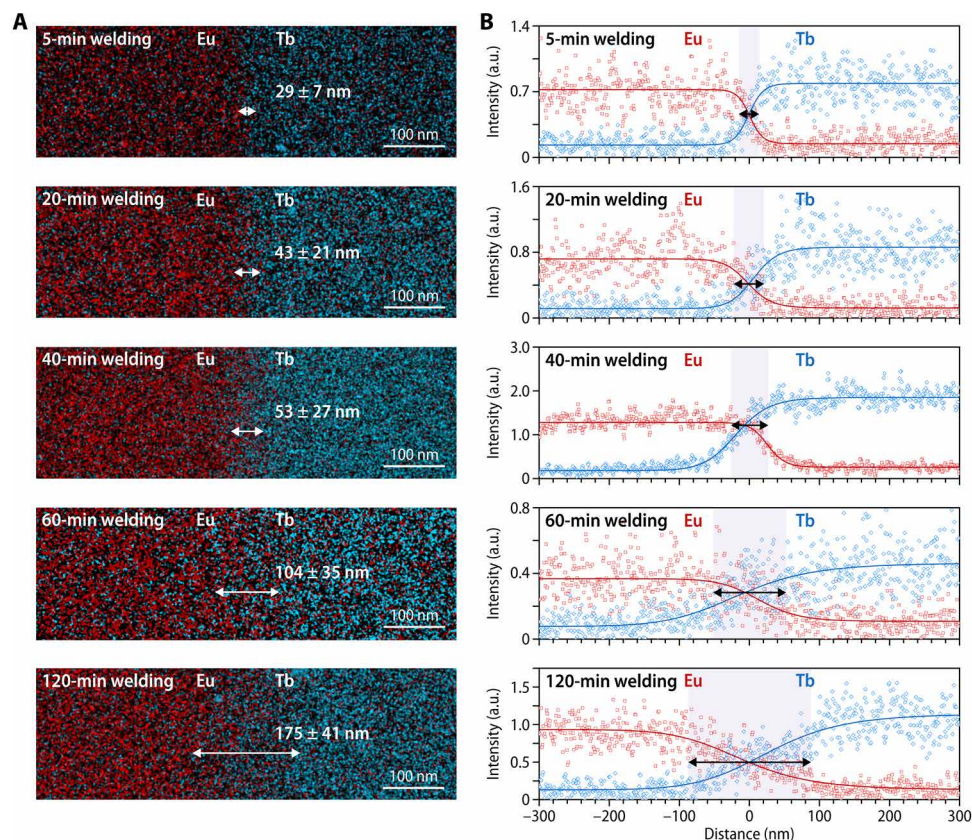 A
5-min welding Eu Tb
29 ± 7 nm
100 nm
20-min welding Eu Tb
43 ± 21 nm
100 nm
40-min welding Eu Tb
53 ± 27 nm
100 nm
60-min welding Eu Tb
104 ± 35 nm
100 nm
120-min welding Eu Tb
175 ± 41 nm
100 nm
B
5-min welding Eu Tb
Intensity (a.u.)
1.4
0.7
0
20-min welding Eu Tb
Intensity (a.u.)
1.6
0.8
0
40-min welding Eu Tb
Intensity (a.u.)
3.0
2.0
1.0
0
60-min welding Eu Tb
Intensity (a.u.)
0.8
0.4
0
120-min welding Eu Tb
Intensity (a.u.)
1.5
1.0
0.5
0
−300 −200 −100 0 100 200 300
Distance (nm)